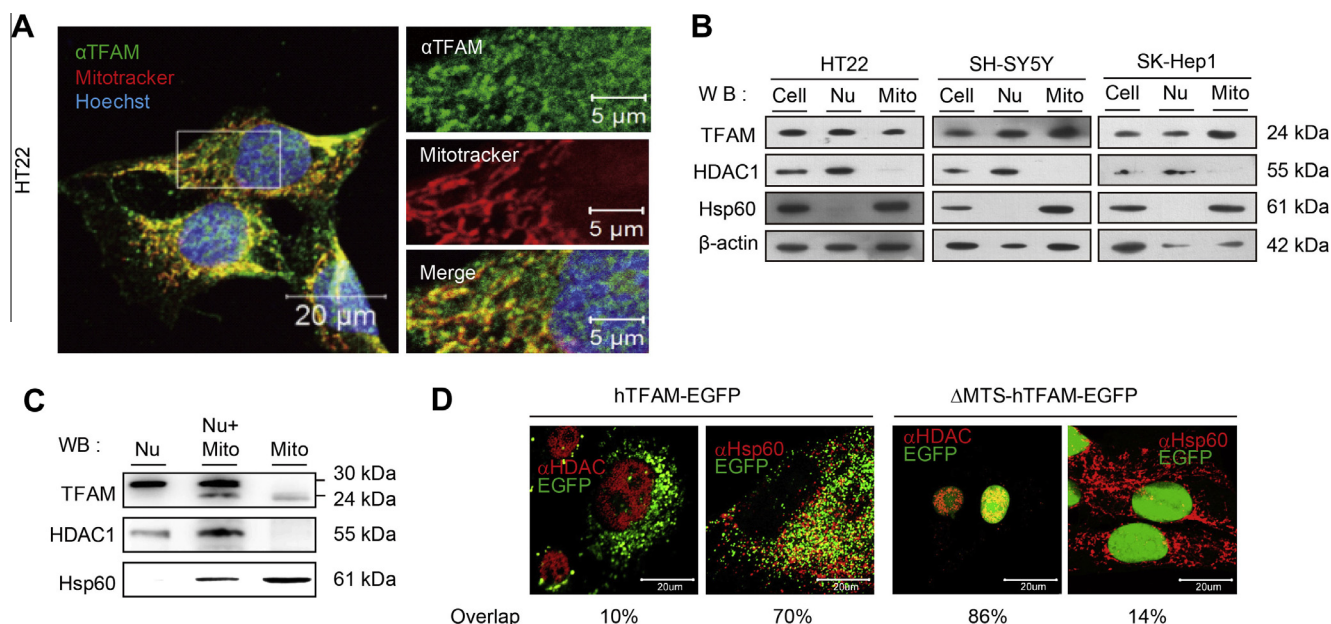 A
HT22
αTFAM
Mitotracker
Hoechst
20 µm
αTFAM
5 µm
Mitotracker
5 µm
Merge
5 µm
B
HT22 SH-SY5Y SK-Hep1
W B : Cell Nu Mito Cell Nu Mito Cell Nu Mito
TFAM 24 kDa
HDAC1 55 kDa
Hsp60 61 kDa
β-actin 42 kDa
C
WB : Nu Nu+ Mito Mito
TFAM 30 kDa
24 kDa
HDAC1 55 kDa
Hsp60 61 kDa
D
hTFAM-EGFP ΔMTS-hTFAM-EGFP
αHDAC
EGFP
20um
αHsp60
EGFP
20um
αHDAC
EGFP
20um
αHsp60
EGFP
20um
Overlap 10% 70% 86% 14%